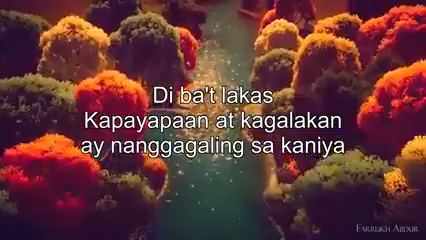 Di ba't lakas
Kapayapaan at kagalakan
ay nanggagaling sa kaniya
Farrukh Abdur